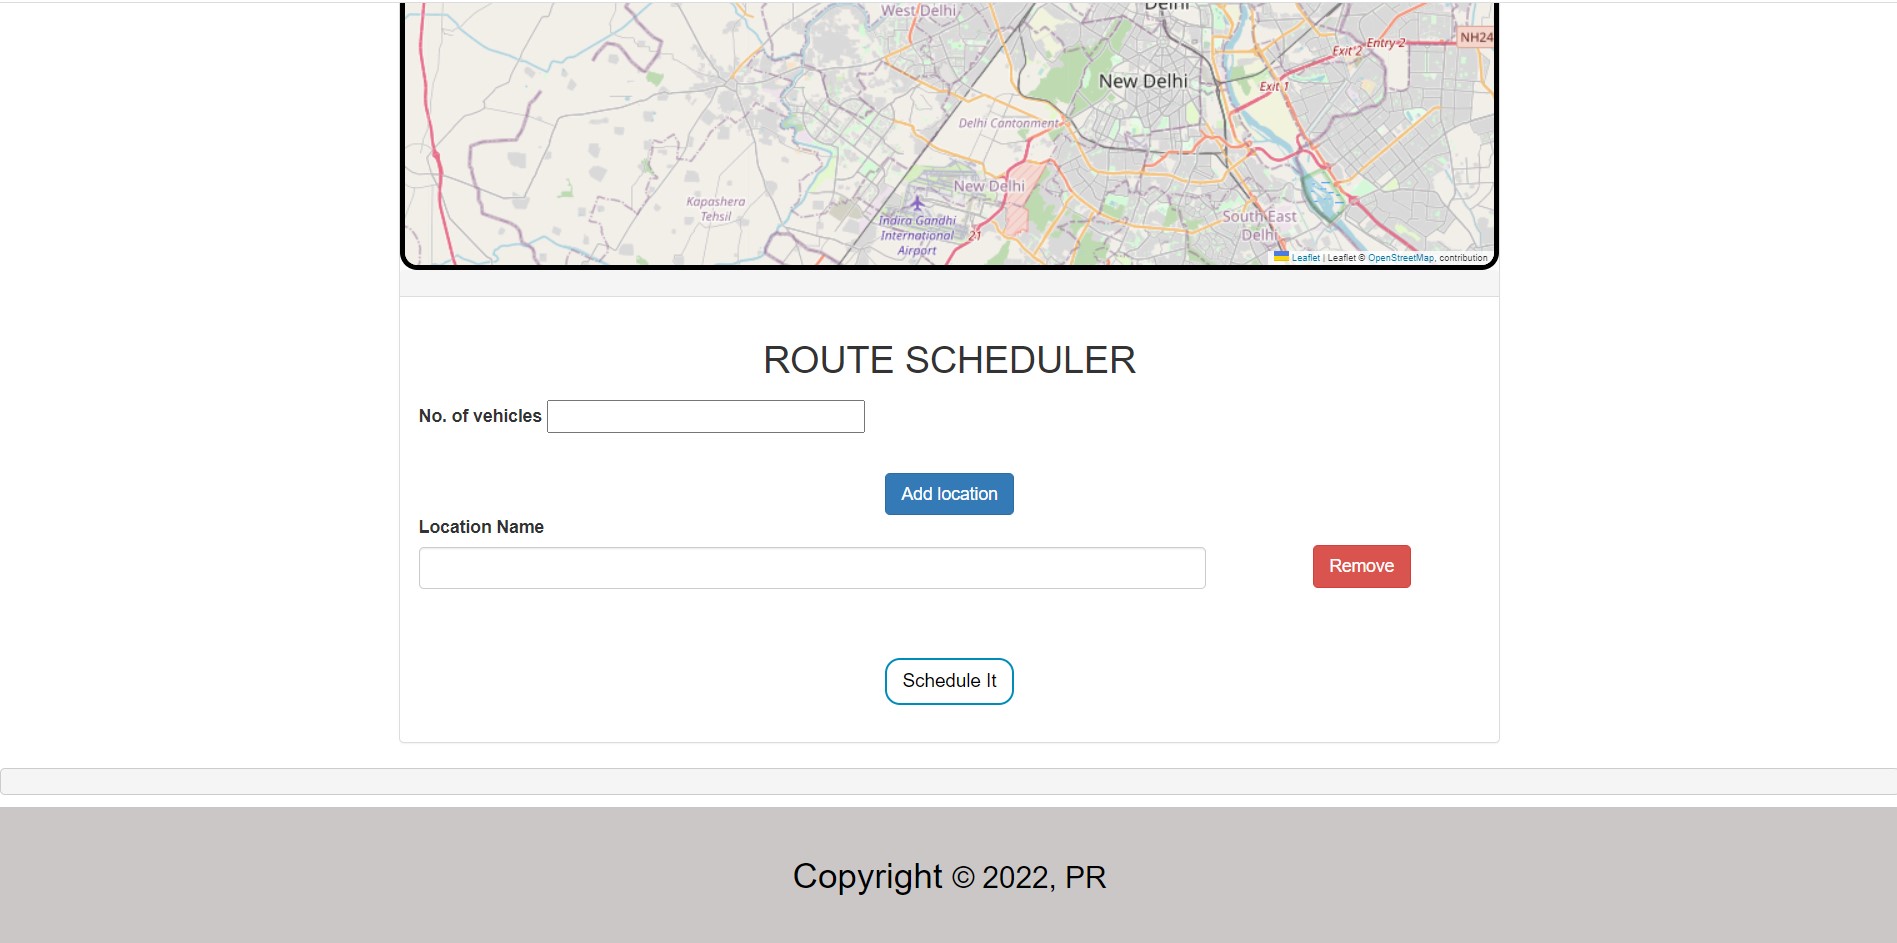 West Delhi
Delhi
Exit 2
Entry 2
NH24
New Delhi
Exit 1
Delhi Cantonment
New Delhi
Kapashera
Tehsil
Indira Gandhi
International
Airport
21
South East
Delhi
Leaflet | Leaflet © OpenStreetMap, contribution
ROUTE SCHEDULER
No. of vehicles
Add location
Location Name
Remove
Schedule It
Copyright © 2022, PR